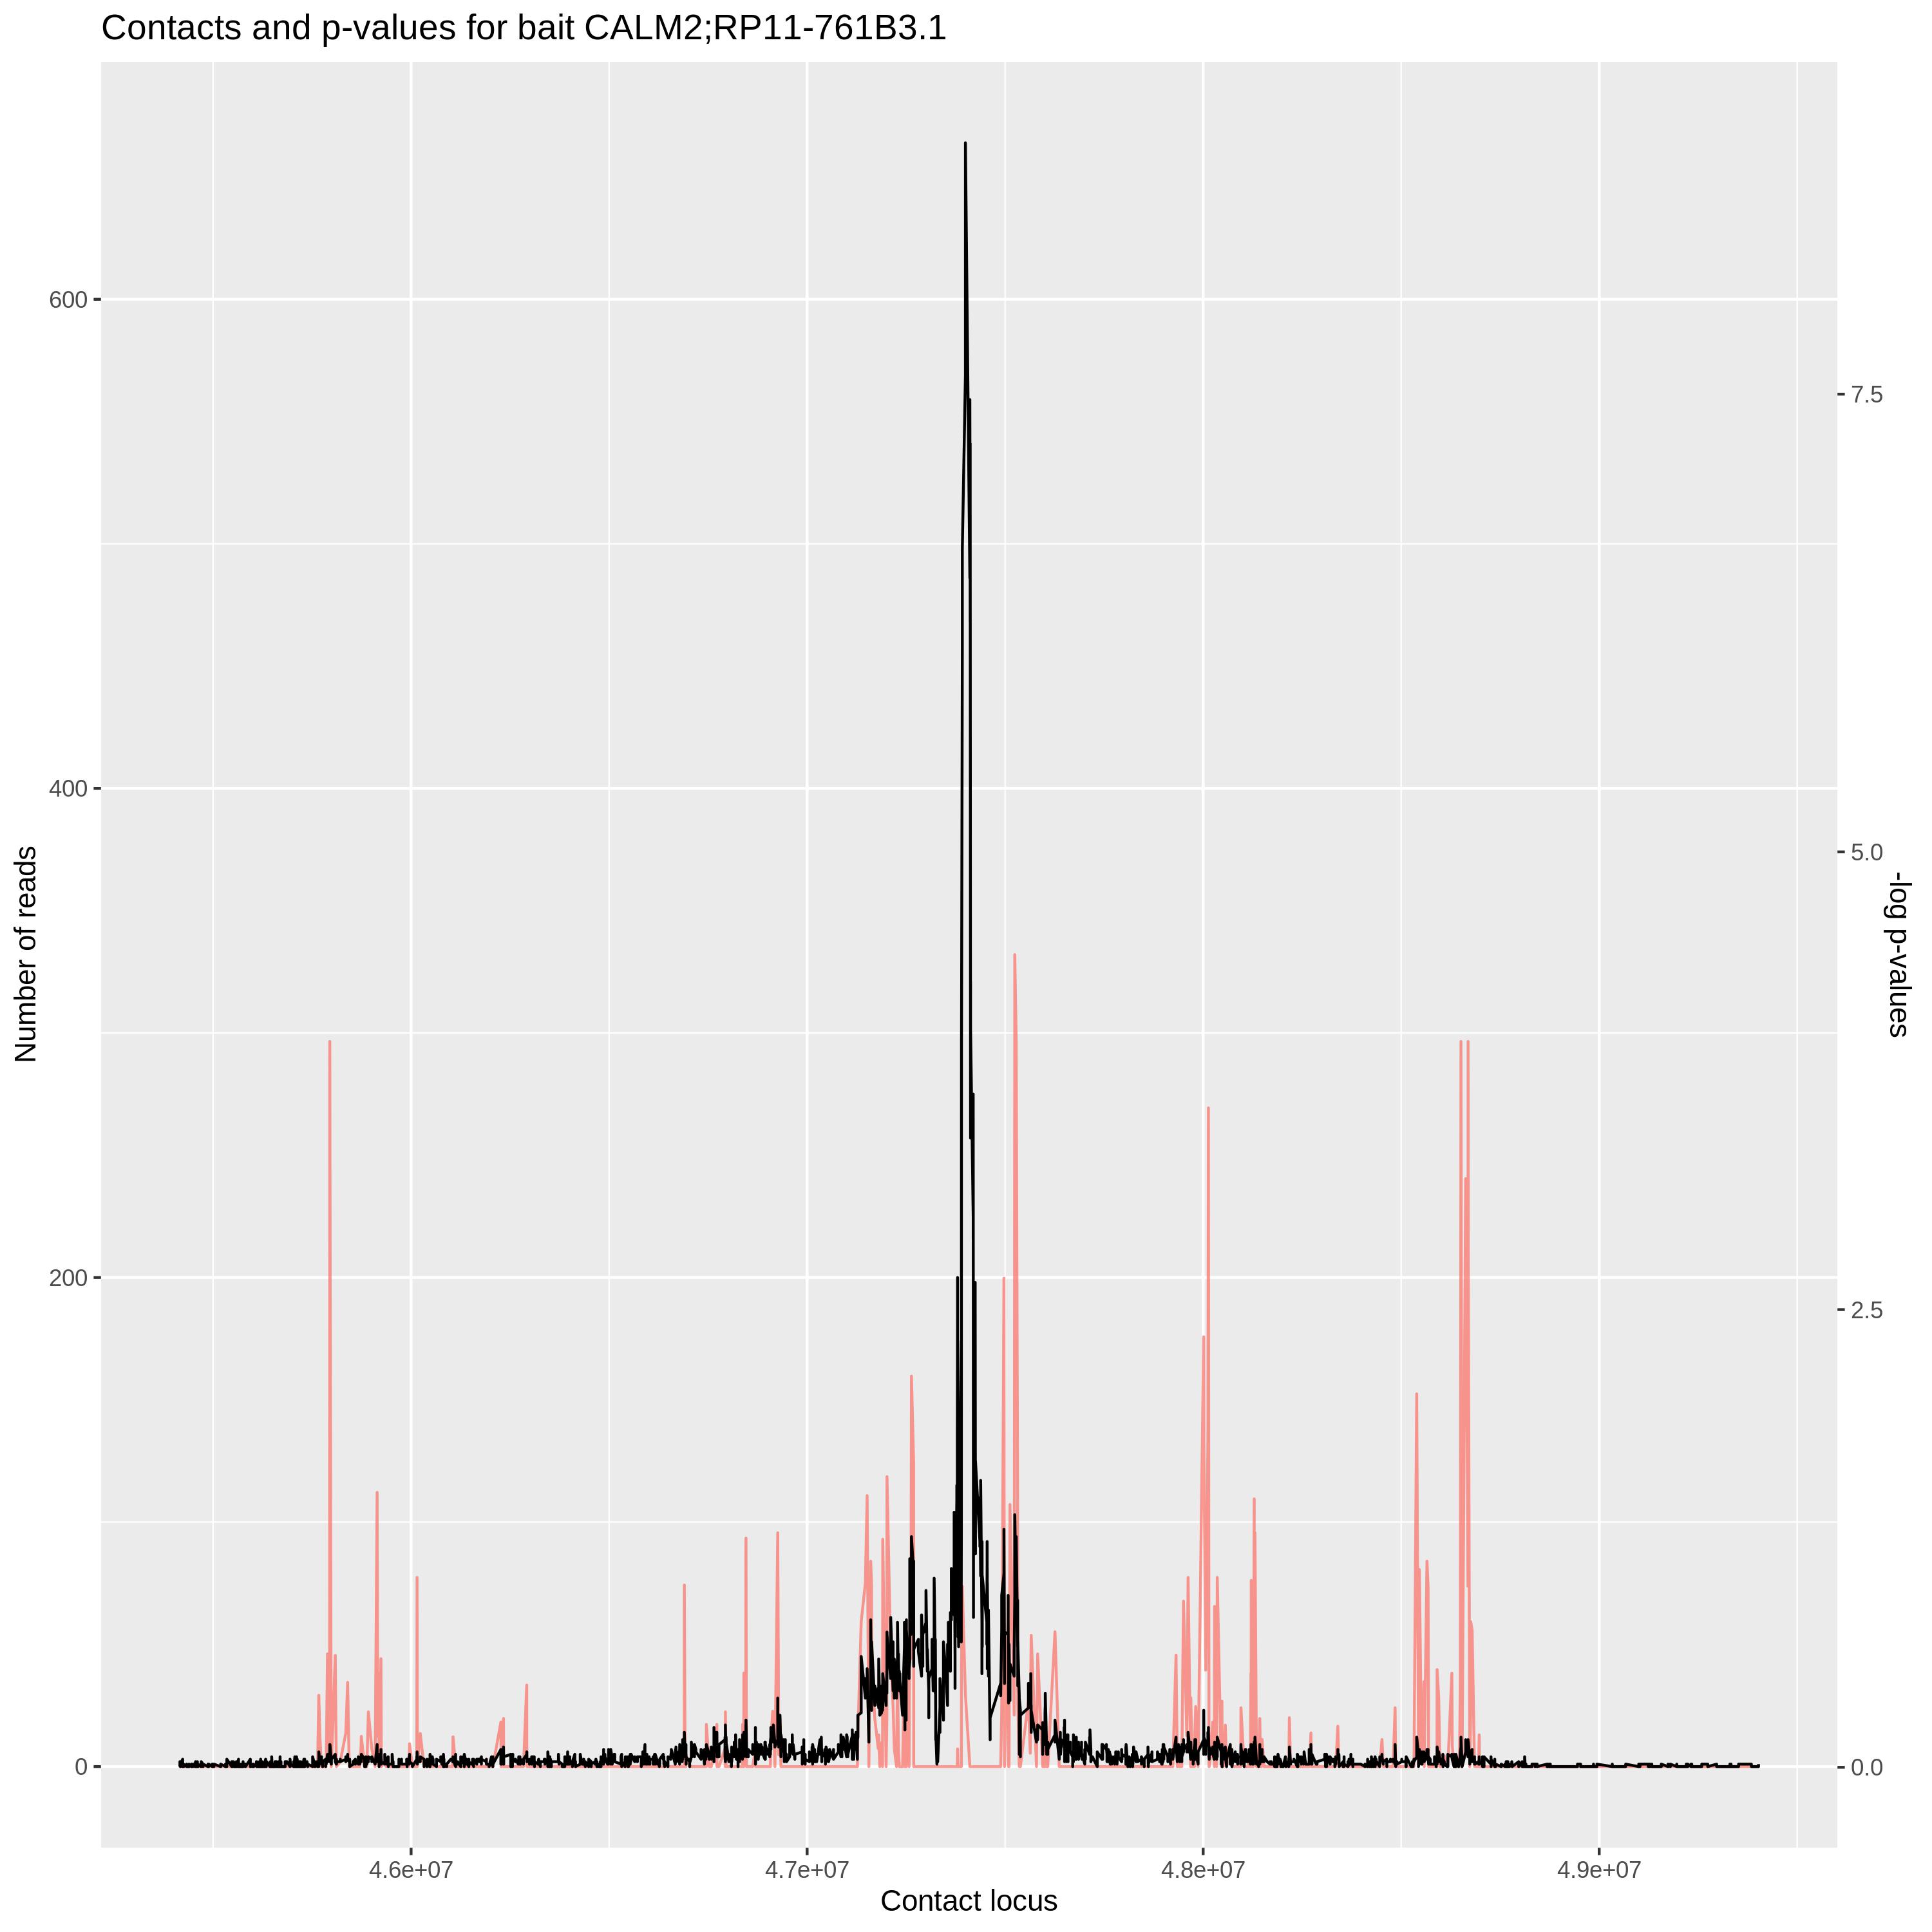 Contacts and p-values for bait CALM2;RP11-761B3.1
600
400
200
0
Number of reads
7.5
5.0
2.5
0.0
-log p-values
4.6e+07
4.7e+07
4.8e+07
4.9e+07
Contact locus